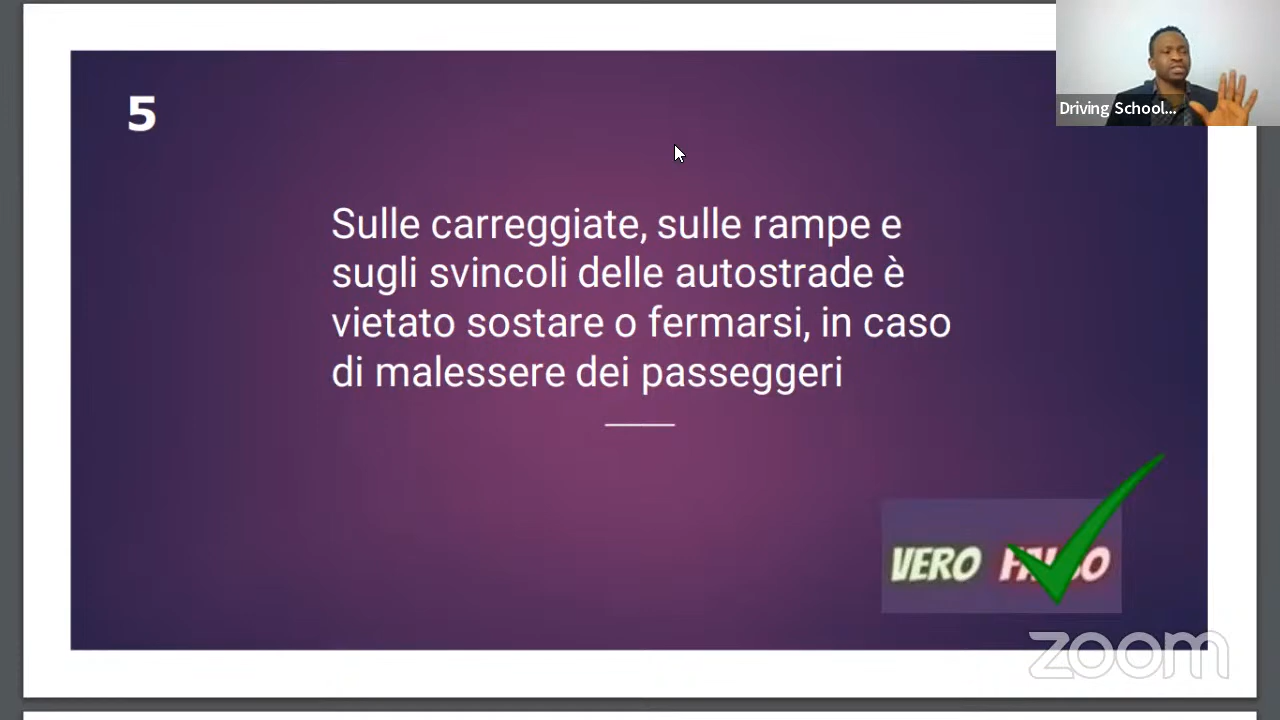 Driving School...
5
Sulle carreggiate, sulle rampe e
sugli svincoli delle autostrade è
vietato sostare o fermarsi, in caso
di malessere dei passeggeri
VERO FALSO
zoom